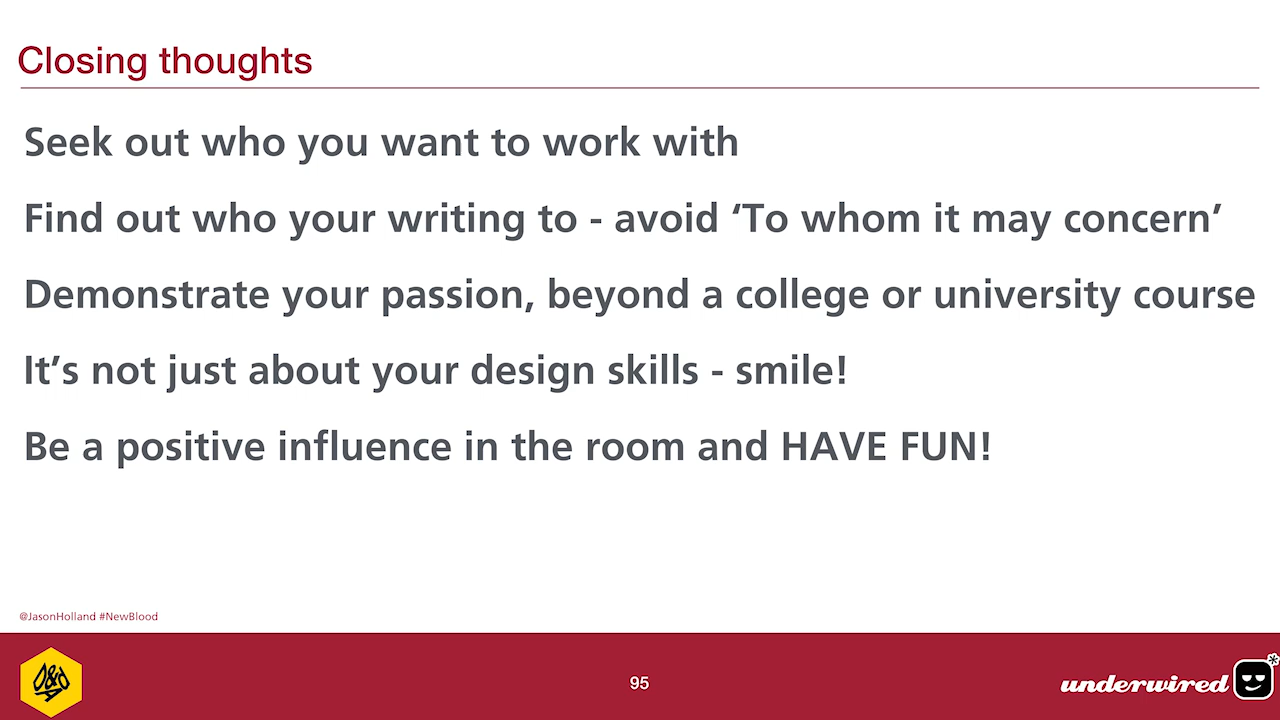 Closing thoughts
Seek out who you want to work with
Find out who your writing to - avoid ‘To whom it may concern’
Demonstrate your passion, beyond a college or university course
It’s not just about your design skills - smile!
Be a positive influence in the room and HAVE FUN!
@JasonHolland #NewBlood
D&AD
95
underwired